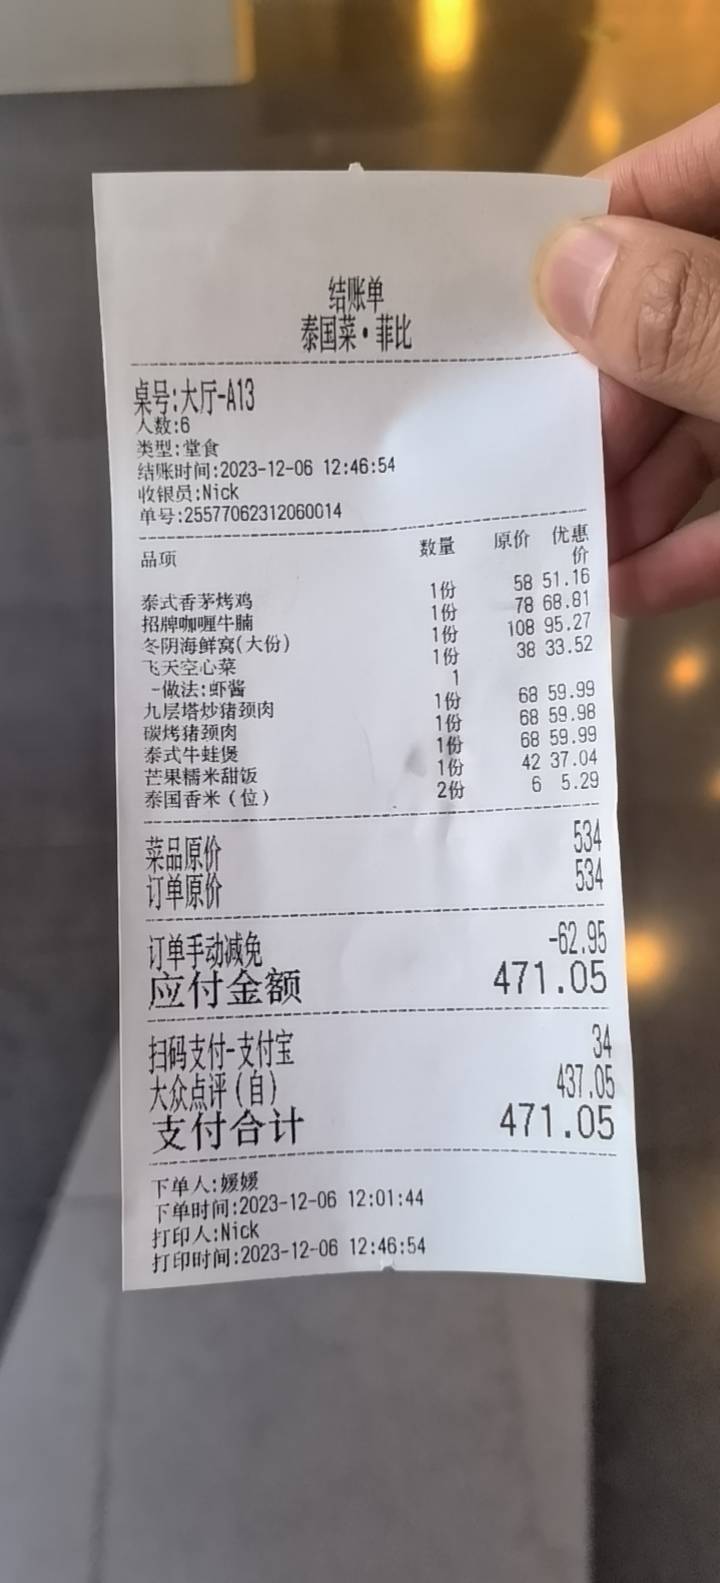 结账单
泰国菜·菲比
桌号:大厅-A13
人数:6
类型:堂食
结账时间:2023-12-06 12:46:54
收银员:Nick
单号:25577062312060014
品项 数量 原价 优惠价
泰式香茅烤鸡 1份 58 51.16
招牌咖喱牛腩 1份 78 68.81
冬阴海鲜窝(大份) 1份 108 95.27
飞天空心菜 1份 38 33.52
-做法:虾酱 1
九层塔炒猪颈肉 1份 68 59.99
碳烤猪颈肉 1份 68 59.98
泰式牛蛙煲 1份 68 59.99
芒果糯米甜饭 1份 42 37.04
泰国香米(位) 2份 6 5.29
菜品原价 534
订单原价 534
订单手动减免 -62.95
应付金额 471.05
扫码支付-支付宝 34
大众点评(自) 437.05
支付合计 471.05
下单人:媛媛
下单时间:2023-12-06 12:01:44
打印人:Nick
打印时间:2023-12-06 12:46:54